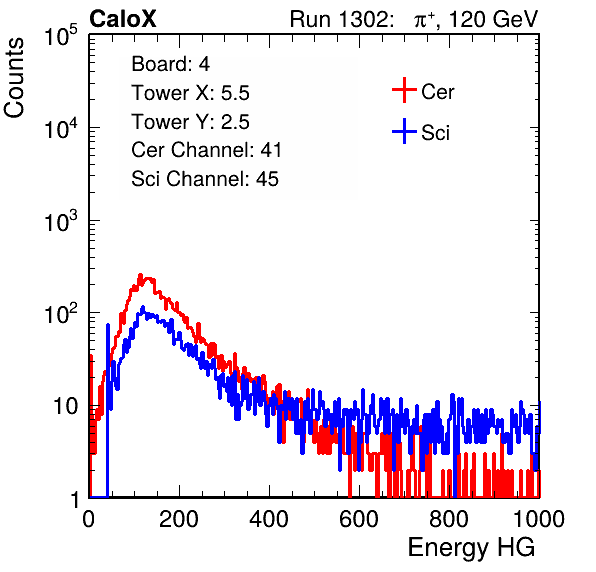 CaloX Run 1302: π⁺, 120 GeV
Counts
10⁵
10⁴
10³
10²
10
1
Board: 4
Tower X: 5.5
Tower Y: 2.5
Cer Channel: 41
Sci Channel: 45
Cer
Sci
0 200 400 600 800 1000
Energy HG